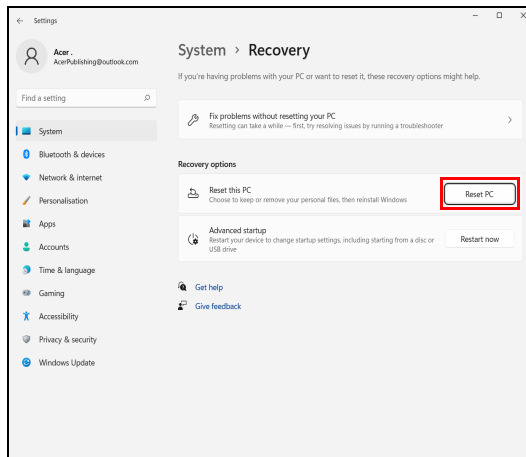 Settings
Acer .
AcerPublishing@outlook.com
Find a setting
System
Bluetooth & devices
Network & internet
Personalisation
Apps
Accounts
Time & language
Gaming
Accessibility
Privacy & security
Windows Update
System > Recovery
If you're having problems with your PC or want to reset it, these recovery options might help.
Fix problems without resetting your PC
Resetting can take a while — first, try resolving issues by running a troubleshooter
Recovery options
Reset this PC
Choose to keep or remove your personal files, then reinstall Windows
Reset PC
Advanced startup
Restart your device to change startup settings, including starting from a disc or
USB drive
Restart now
Get help
Give feedback